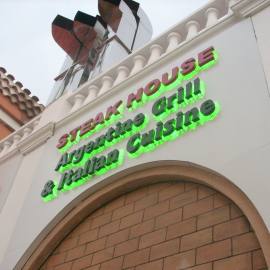 STEAK HOUSE
Argentine Grill
& Italian Cuisine